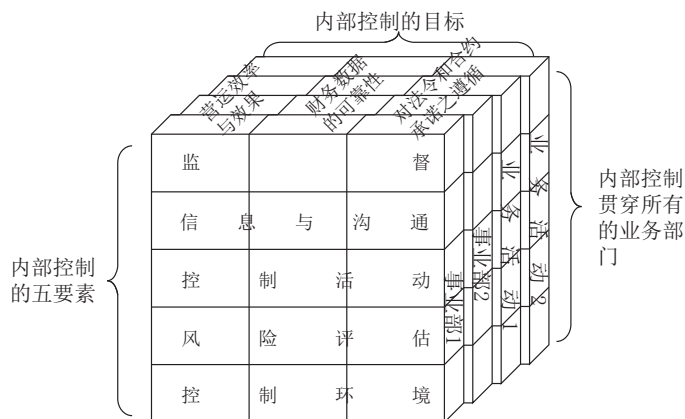 内部控制的目标
营运效率
与效果
财务数据
的可靠性
对法令和合约
承诺之遵循
监督
信息与沟通
控制活动
风险评估
控制环境
内部控制
的五要素
事业部1
事业部2
业务活动1
业务活动2
内部控制
贯穿所有
的业务部
门